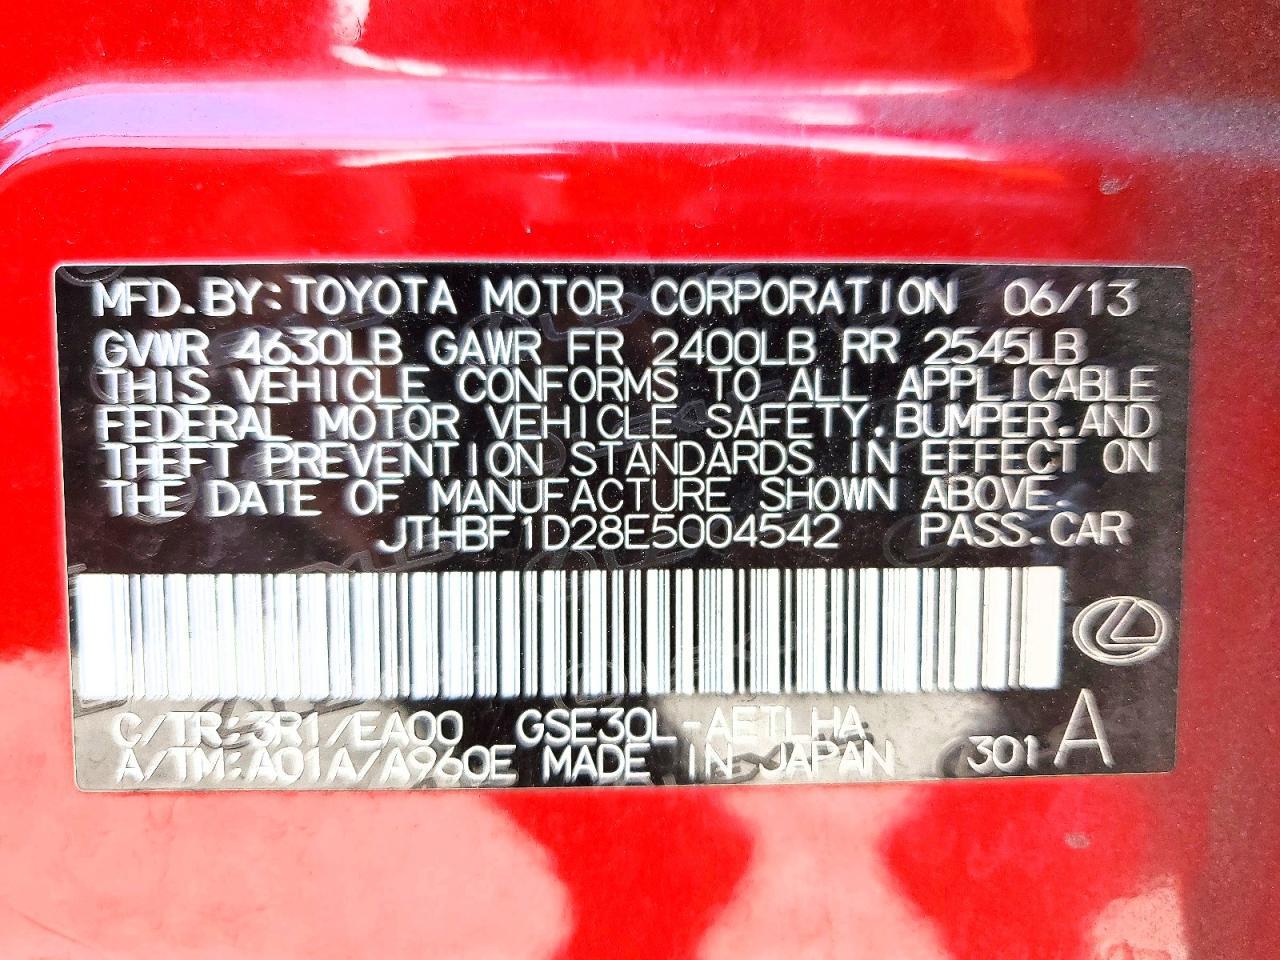 MFD.BY:TOYOTA MOTOR CORPORATION 06/13
GVWR 4630LB GAWR FR 2400LB RR 2545LB
THIS VEHICLE CONFORMS TO ALL APPLICABLE
FEDERAL MOTOR VEHICLE SAFETY,BUMPER,AND
THEFT PREVENTION STANDARDS IN EFFECT ON
THE DATE OF MANUFACTURE SHOWN ABOVE.
JTHBF1D28E5004542 PASS.CAR
C/TR:3R1/EA00 GSE30L-AETLHA
A/TM:A01A/A960E MADE IN JAPAN 301 A